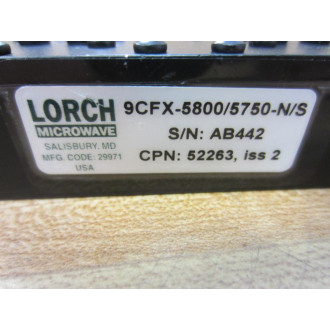 LORCH
MICROWAVE
SALISBURY, MD
MFG. CODE: 29971
USA
9CFX-5800/5750-N/S
S/N: AB442
CPN: 52263, iss 2